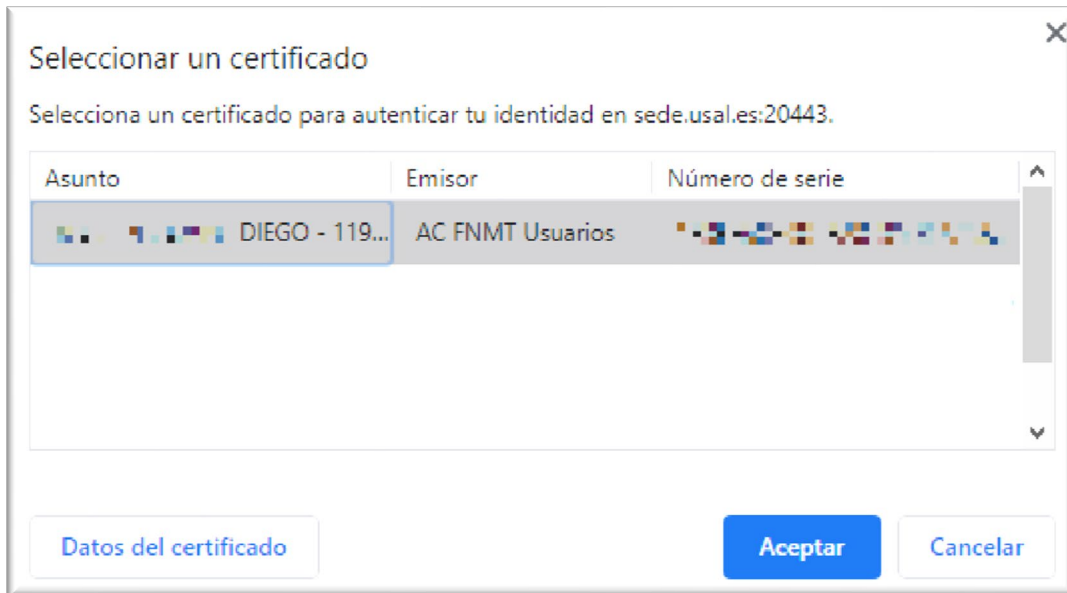 Seleccionar un certificado
Selecciona un certificado para autenticar tu identidad en sede.usal.es:20443.
Asunto Emisor Número de serie
DIEGO - 119... AC FNMT Usuarios
Datos del certificado Aceptar Cancelar